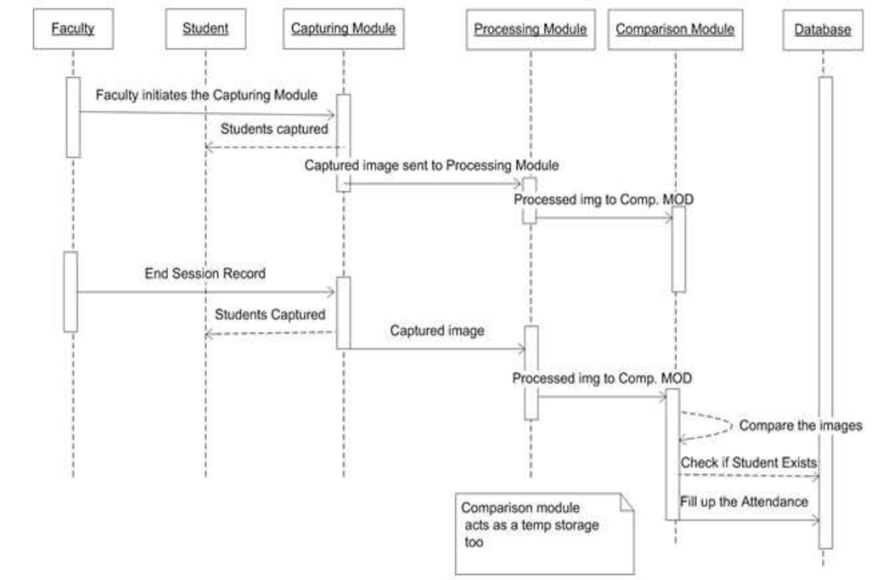 Faculty
Student
Capturing Module
Processing Module
Comparison Module
Database
Faculty initiates the Capturing Module
Students captured
Captured image sent to Processing Module
Processed img to Comp. MOD
End Session Record
Students Captured
Captured image
Processed img to Comp. MOD
Compare the images
Check if Student Exists
Fill up the Attendance
Comparison module
acts as a temp storage
too